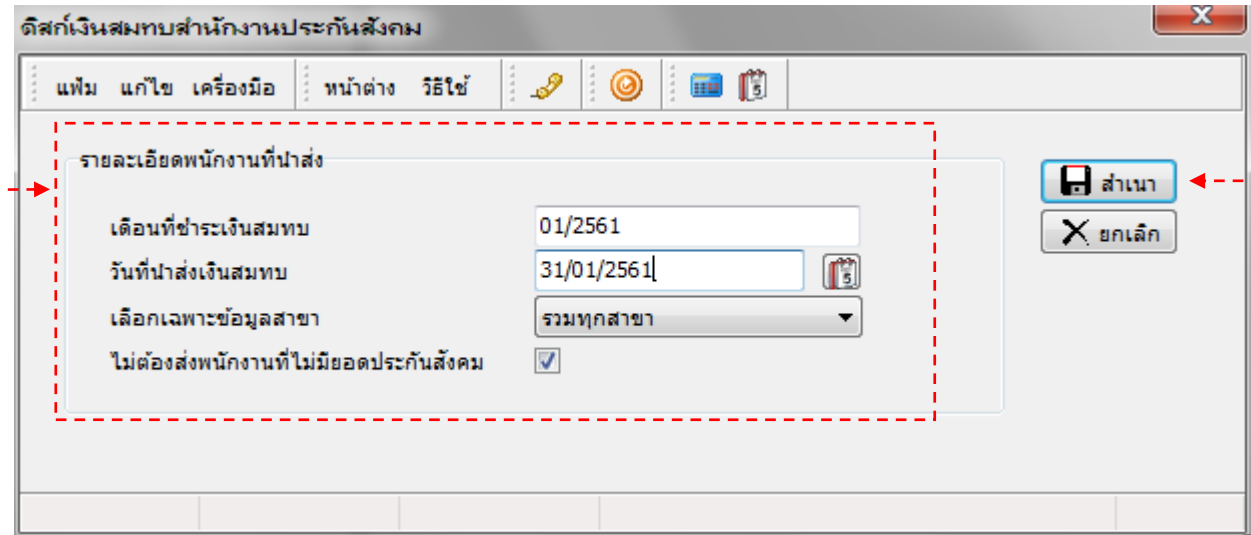 ดิสก์เงินสมทบสำนักงานประกันสังคม
แฟ้ม แก้ไข เครื่องมือ หน้าต่าง วิธีใช้
รายละเอียดพนักงานที่นำส่ง
เดือนที่ชำระเงินสมทบ 01/2561
วันที่นำส่งเงินสมทบ 31/01/2561
เลือกเฉพาะข้อมูลสาขา รวมทุกสาขา
ไม่ต้องส่งพนักงานที่ไม่มียอดประกันสังคม
สำเนา
ยกเลิก